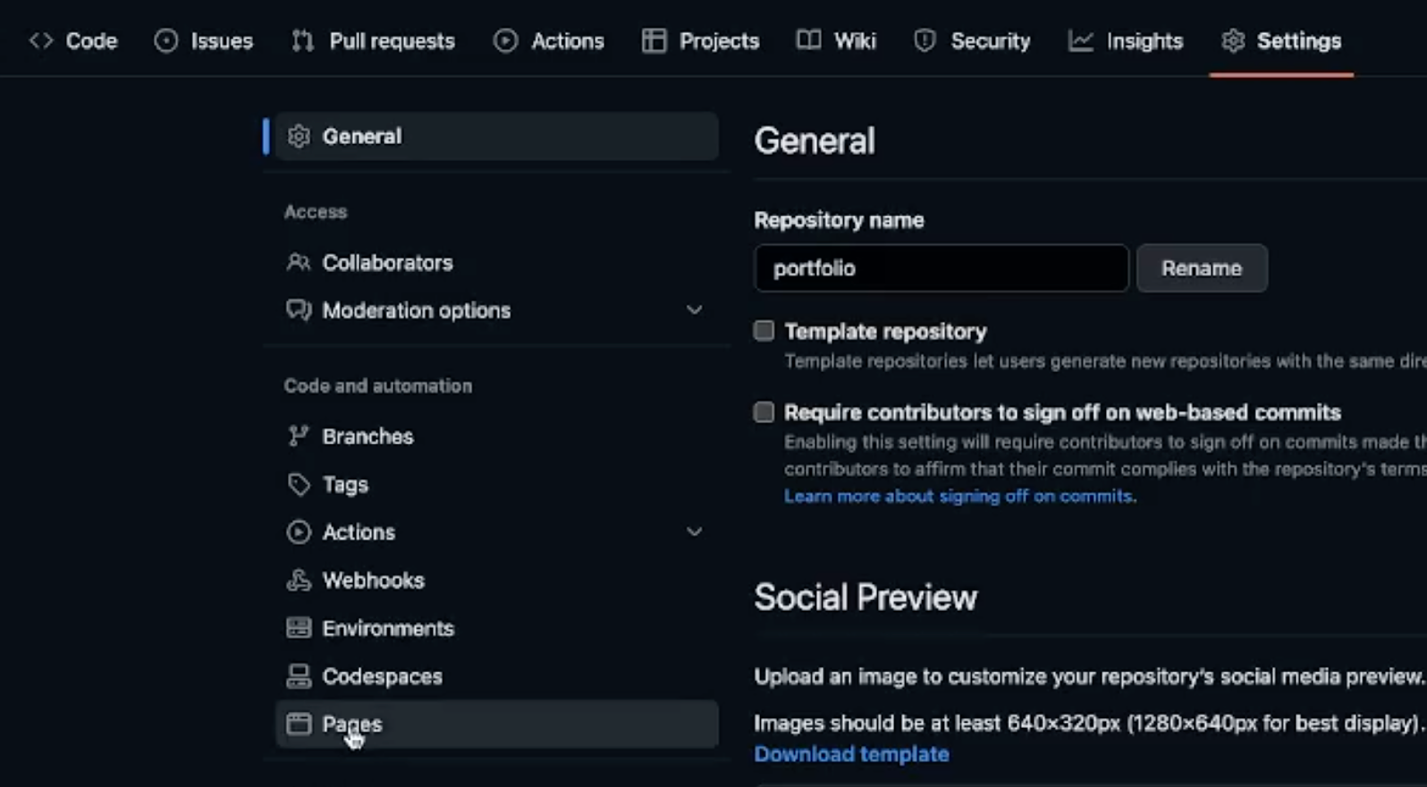 Code Issues Pull requests Actions Projects Wiki Security Insights Settings
General
Access
Collaborators
Moderation options
Code and automation
Branches
Tags
Actions
Webhooks
Environments
Codespaces
Pages
General
Repository name
portfolio Rename
Template repository
Template repositories let users generate new repositories with the same
Require contributors to sign off on web-based commits
Enabling this setting will require contributors to sign off on commits made
contributors to affirm that their commit complies with the repository's terms
Learn more about signing off on commits.
Social Preview
Upload an image to customize your repository's social media preview.
Images should be at least 640×320px (1280×640px for best display).
Download template